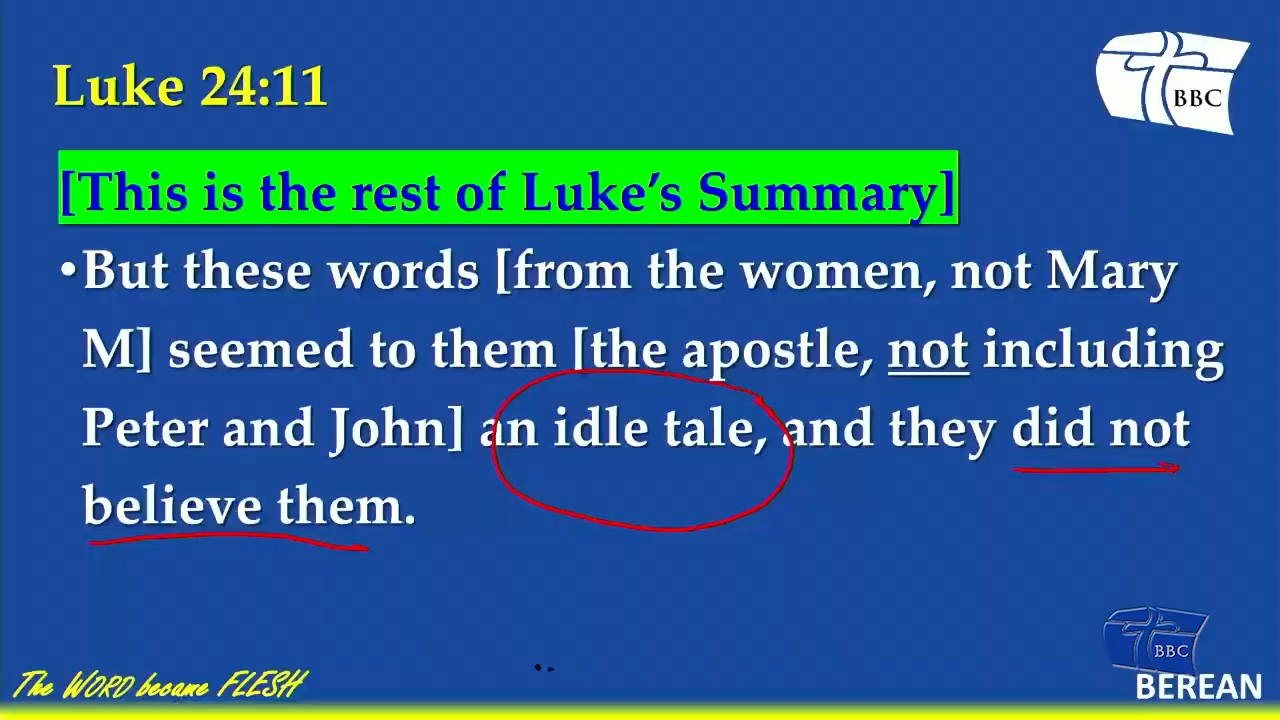 Luke 24:11
BBC
[This is the rest of Luke’s Summary]
•But these words [from the women, not Mary
M] seemed to them [the apostle, not including
Peter and John] an idle tale, and they did not
believe them.
BBC
The WORD became FLESH
BEREAN